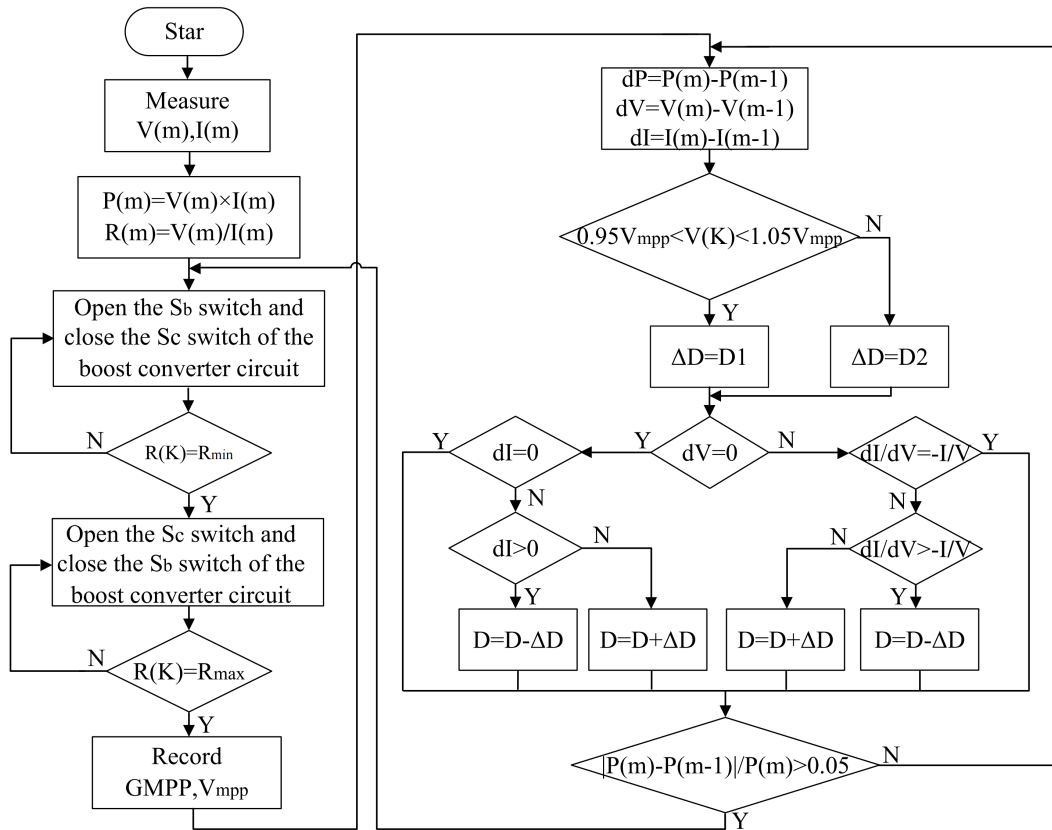 Star
Measure
V(m),I(m)
P(m)=V(m)×I(m)
R(m)=V(m)/I(m)
Open the Sb switch and
close the Sc switch of the
boost converter circuit
N
R(K)=Rmin
Y
Open the Sc switch and
close the Sb switch of the
boost converter circuit
N
R(K)=Rmax
Y
Record
GMPP,Vmpp
dP=P(m)-P(m-1)
dV=V(m)-V(m-1)
dI=I(m)-I(m-1)
0.95Vmpp<V(K)<1.05Vmpp
N
Y
ΔD=D1
ΔD=D2
Y
dI=0
Y
dV=0
N
dI/dV=-I/V
Y
N
N
dI>0
N
N
dI/dV>-I/V
Y
Y
D=D-ΔD
D=D+ΔD
D=D+ΔD
D=D-ΔD
|P(m)-P(m-1)|/P(m)>0.05
N
Y